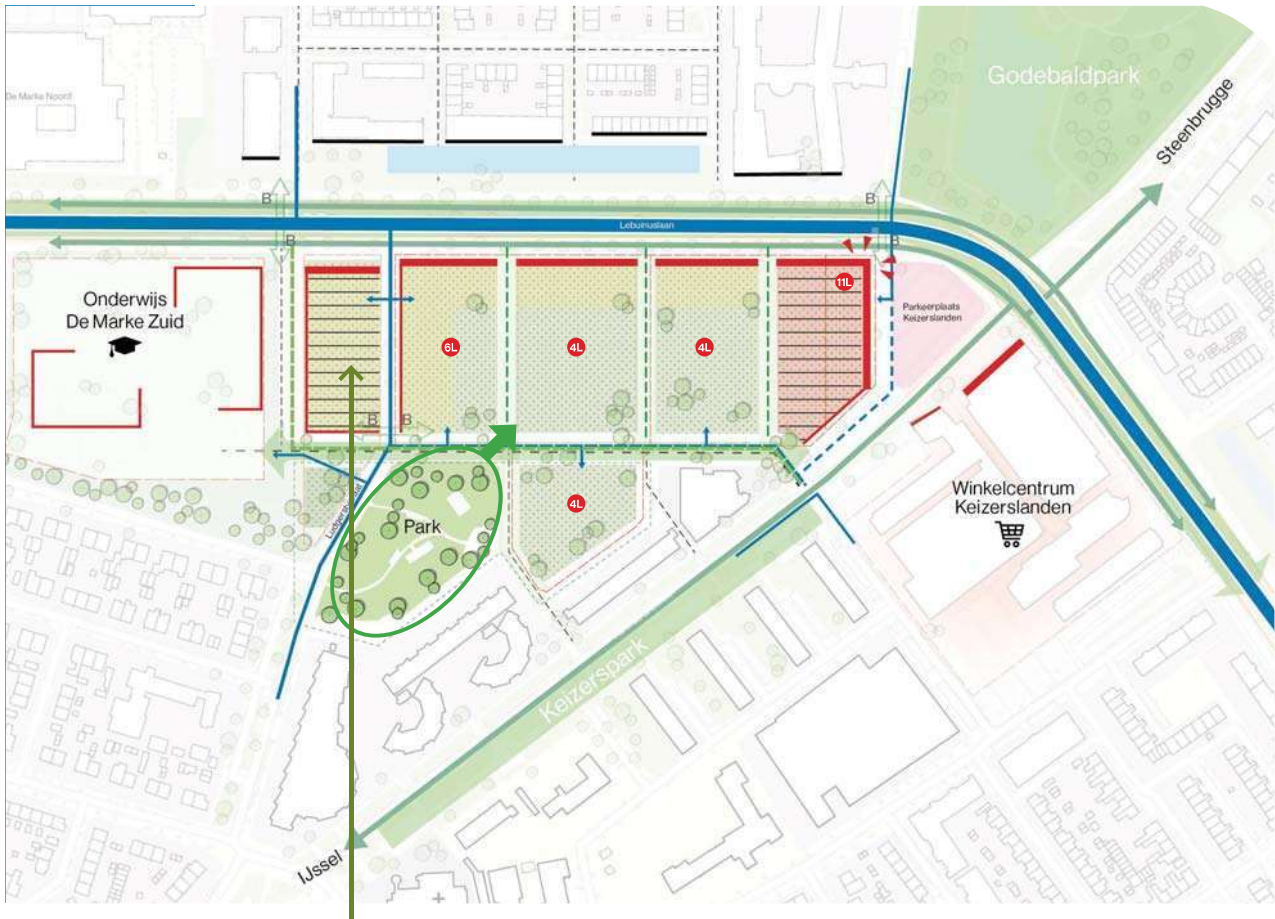 Godebaldpark
De Marke Noord
Steenbrugge
B
B
Lebuinuslaan
B
B
Onderwijs
De Marke Zuid
11L
Parkeerplaats
Keizerslanden
6L
4L
4L
B
B
Winkelcentrum
Keizerslanden
4L
Park
Keizerspark
IJssel